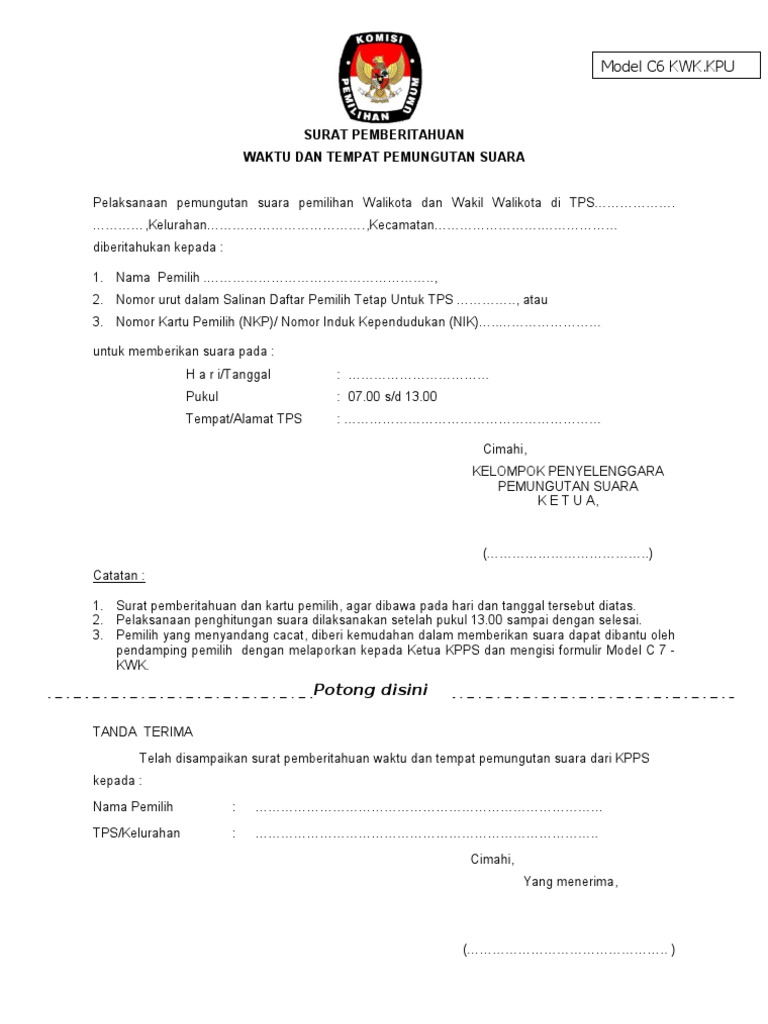 KOMISI
PEMILIHAN UMUM
Model C6 KWK.KPU
SURAT PEMBERITAHUAN
WAKTU DAN TEMPAT PEMUNGUTAN SUARA
Pelaksanaan pemungutan suara pemilihan Walikota dan Wakil Walikota di TPS……………….
…………,Kelurahan……………………………….,Kecamatan……………………………………
diberitahukan kepada :
1. Nama Pemilih ……………………………………………….,
2. Nomor urut dalam Salinan Daftar Pemilih Tetap Untuk TPS ………….., atau
3. Nomor Kartu Pemilih (NKP)/ Nomor Induk Kependudukan (NIK)…..……………………
untuk memberikan suara pada :
H a r i/Tanggal : ……………………………
Pukul : 07.00 s/d 13.00
Tempat/Alamat TPS : ……………………………………………………
Cimahi,
KELOMPOK PENYELENGGARA
PEMUNGUTAN SUARA
K E T U A,
(………………………………..)
Catatan :
1. Surat pemberitahuan dan kartu pemilih, agar dibawa pada hari dan tanggal tersebut diatas.
2. Pelaksanaan penghitungan suara dilaksanakan setelah pukul 13.00 sampai dengan selesai.
3. Pemilih yang menyandang cacat, diberi kemudahan dalam memberikan suara dapat dibantu oleh
pendamping pemilih dengan melaporkan kepada Ketua KPPS dan mengisi formulir Model C 7 -
KWK.
Potong disini
TANDA TERIMA
Telah disampaikan surat pemberitahuan waktu dan tempat pemungutan suara dari KPPS
kepada :
Nama Pemilih : ………………………………………………………………………
TPS/Kelurahan : ……………………………………………………………………..
Cimahi,
Yang menerima,
(……………………………………….. )